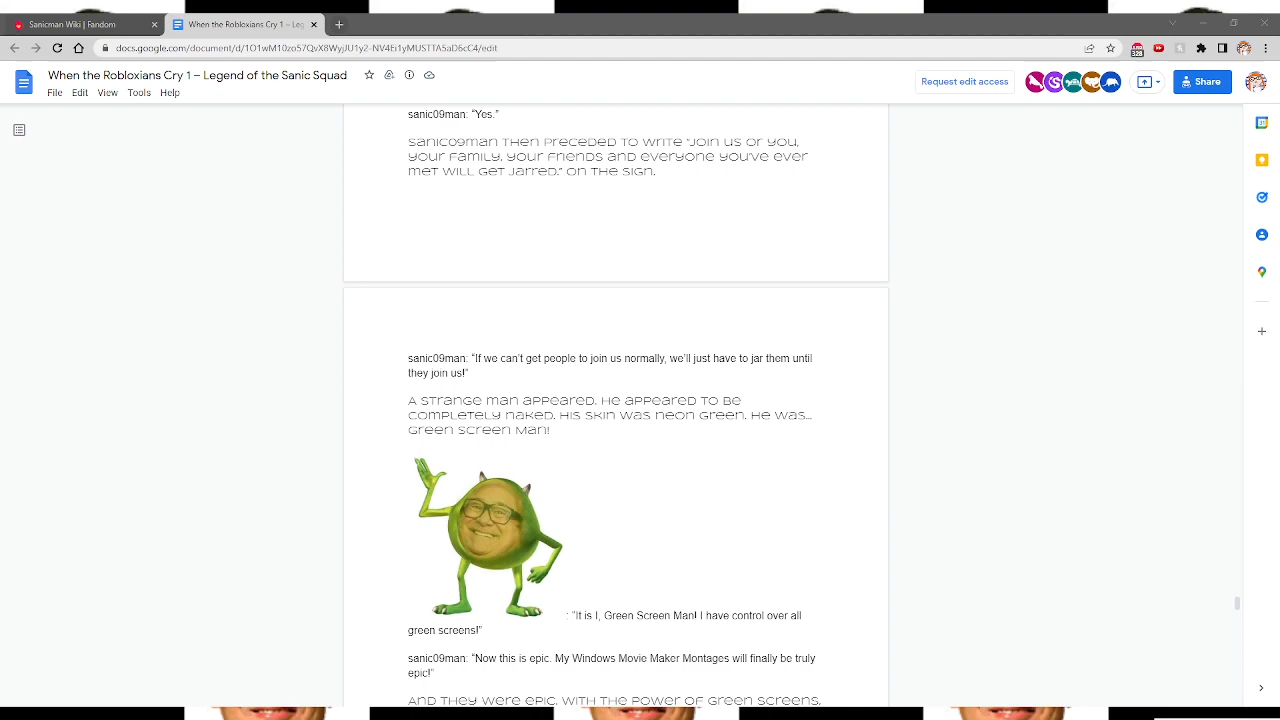 Sanicman Wiki | Fandom
When the Robloxians Cry 1 – Leg
docs.google.com/document/d/1O1wM10zo57QvX8WyjJU1y2-NV4Ei1yMUSTTA5aD6cC4/edit
When the Robloxians Cry 1 – Legend of the Sanic Squad
Request edit access
Share
File Edit View Tools Help
sanic09man: “Yes.”
Sanic09man then preceded to write “Join us or you,
your family, your friends and everyone you’ve ever
met will get jarred.” on the sign.
sanic09man: “If we can’t get people to join us normally, we’ll just have to jar them until
they join us!”
A strange man appeared. He appeared to be
completely naked. His skin was neon green. He was...
Green Screen Man!
: “It is I, Green Screen Man! I have control over all
green screens!”
sanic09man: “Now this is epic. My Windows Movie Maker Montages will finally be truly
epic!”
And they were epic. With the power of green screens,